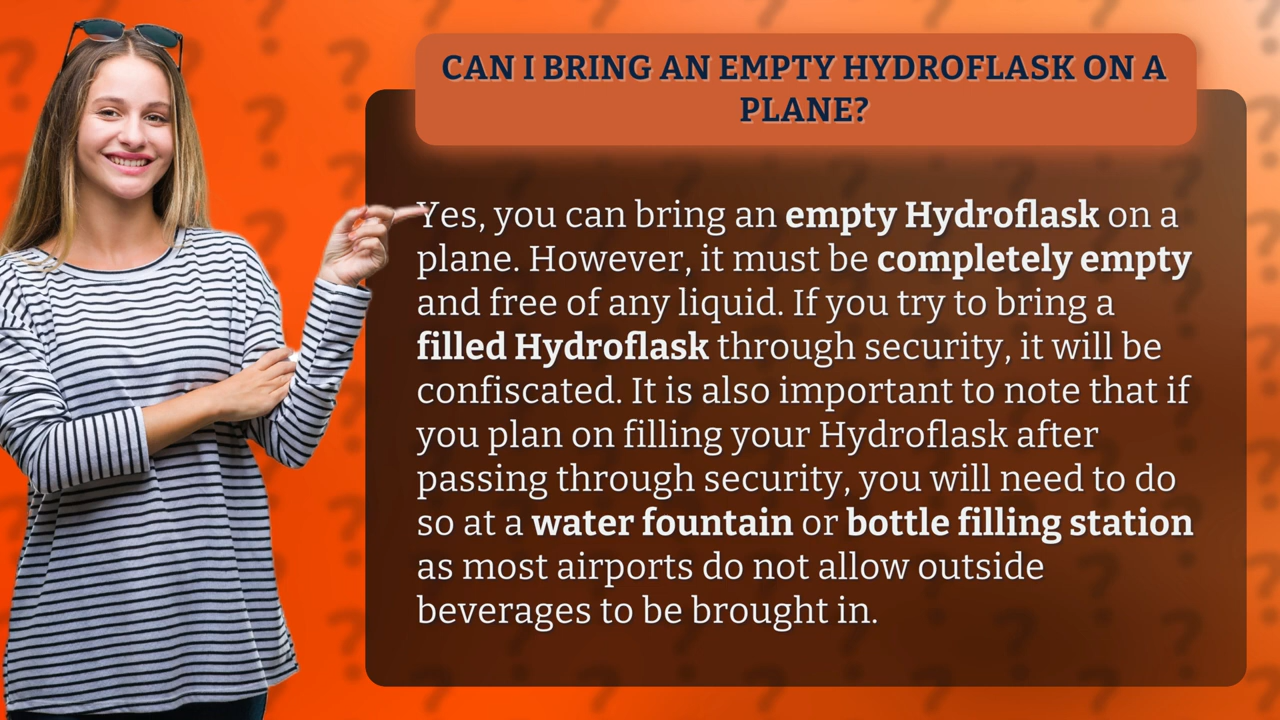 CAN I BRING AN EMPTY HYDROFLASK ON A
PLANE?
Yes, you can bring an empty Hydroflask on a
plane. However, it must be completely empty
and free of any liquid. If you try to bring a
filled Hydroflask through security, it will be
confiscated. It is also important to note that if
you plan on filling your Hydroflask after
passing through security, you will need to do
so at a water fountain or bottle filling station
as most airports do not allow outside
beverages to be brought in.